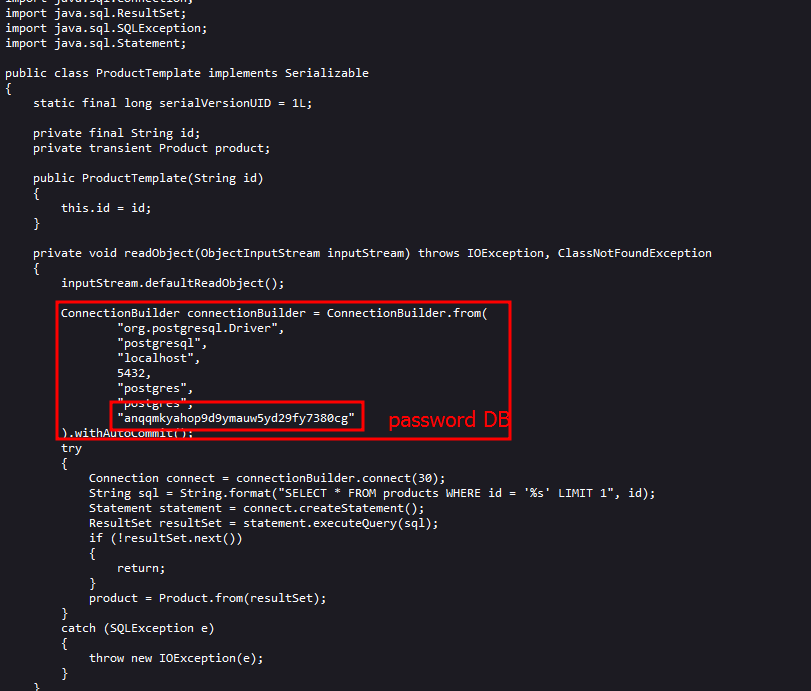 import java.sql.Connection;
import java.sql.ResultSet;
import java.sql.SQLException;
import java.sql.Statement;
public class ProductTemplate implements Serializable
{
    static final long serialVersionUID = 1L;
    private final String id;
    private transient Product product;
    public ProductTemplate(String id)
    {
        this.id = id;
    }
    private void readObject(ObjectInputStream inputStream) throws IOException, ClassNotFoundException
    {
        inputStream.defaultReadObject();
        ConnectionBuilder connectionBuilder = ConnectionBuilder.from(
                "org.postgresql.Driver",
                "postgresql",
                "localhost",
                5432,
                "postgres",
                "postgres",
                "anqqmkyahop9d9ymauw5yd29fy7380cg" password DB
        ).withAutoCommit();
        try
        {
            Connection connect = connectionBuilder.connect(30);
            String sql = String.format("SELECT * FROM products WHERE id = '%s' LIMIT 1", id);
            Statement statement = connect.createStatement();
            ResultSet resultSet = statement.executeQuery(sql);
            if (!resultSet.next())
            {
                return;
            }
            product = Product.from(resultSet);
        }
        catch (SQLException e)
        {
            throw new IOException(e);
        }
    }